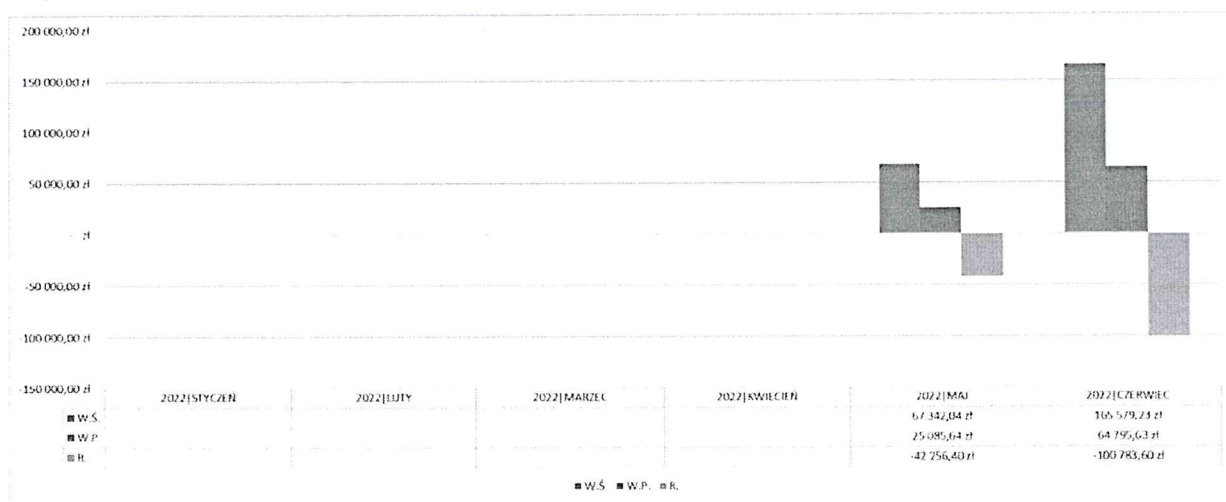 200 000,00 zł
150 000,00 zł
100 000,00 zł
50 000,00 zł
- zł
-50 000,00 zł
-100 000,00 zł
-150 000,00 zł
2022|STYCZEŃ 2022|LUTY 2022|MARZEC 2022|KWIECIEŃ 2022|MAJ 2022|CZERWIEC
W.Ś. 67 342,04 zł 165 579,23 zł
W.P 25 085,64 zł 64 795,63 zł
R. -42 256,40 zł -100 783,60 zł
W.Ś W.P. R.